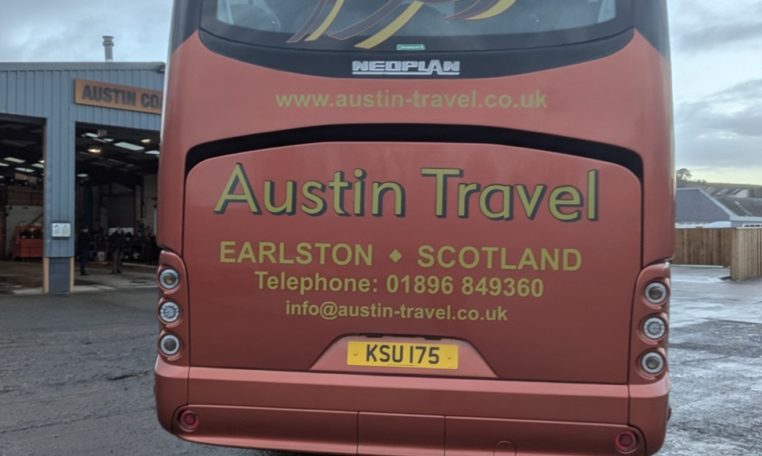 NEOPLAN
AUSTIN CO
www.austin-travel.co.uk
Austin Travel
EARLSTON ◆ SCOTLAND
Telephone: 01896 849360
info@austin-travel.co.uk
KSU 175